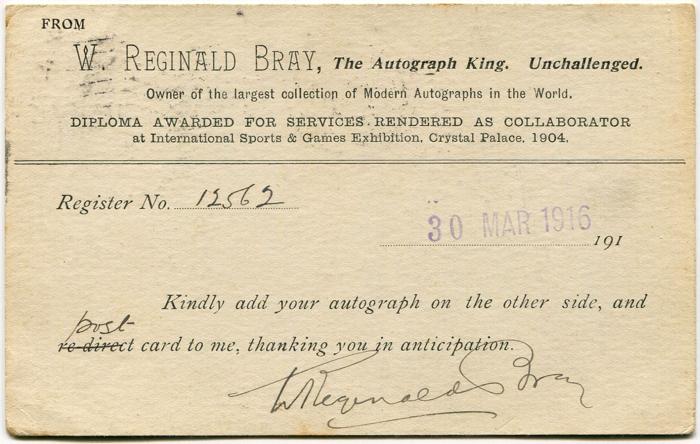 FROM
W. REGINALD BRAY, The Autograph King. Unchallenged.
Owner of the largest collection of Modern Autographs in the World.
DIPLOMA AWARDED FOR SERVICES RENDERED AS COLLABORATOR
at International Sports & Games Exhibition, Crystal Palace, 1904.
Register No. 12562
30 MAR 1916
191
Kindly add your autograph on the other side, and
post
re-direct card to me, thanking you in anticipation.
W Reginald Bray